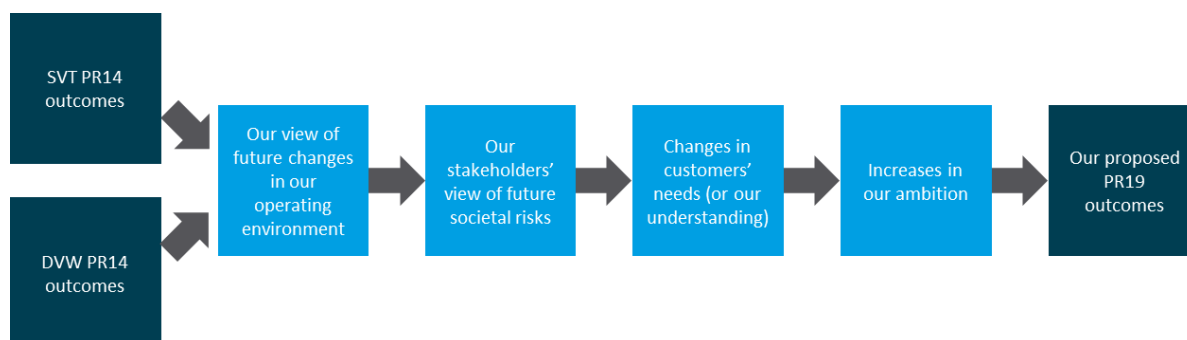 SVT PR14
outcomes
DVW PR14
outcomes
Our view of
future changes
in our
operating
environment
Our
stakeholders’
view of future
societal risks
Changes in
customers’
needs (or our
understanding)
Increases in
our ambition
Our proposed
PR19
outcomes